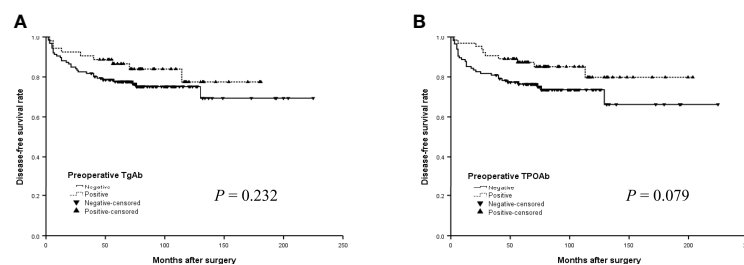 A
1.0
0.8
0.6
0.4
0.2
0.0
Disease-free survival rate
Preoperative TgAb
Negative
Positive
Negative-censored
Positive-censored
P = 0.232
0 50 100 150 200 250
Months after surgery
B
1.0
0.8
0.6
0.4
0.2
0.0
Disease-free survival rate
Preoperative TPOAb
Negative
Positive
Negative-censored
Positive-censored
P = 0.079
0 50 100 150 200
Months after surgery